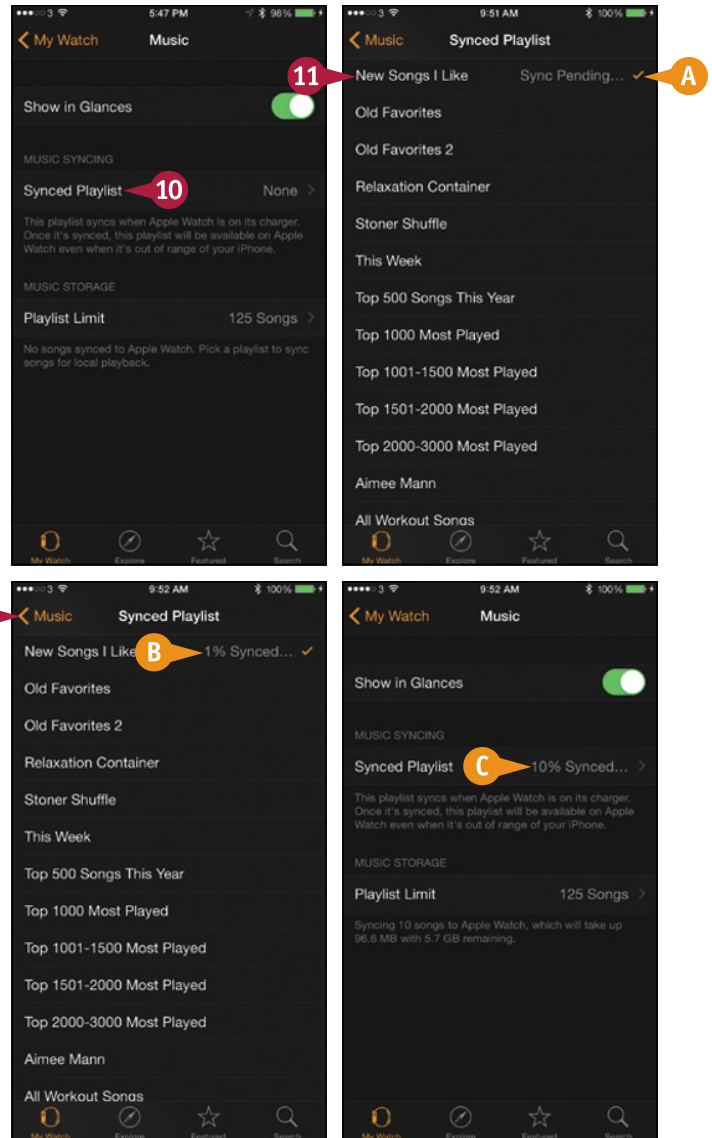 3 5:47 PM 98%
My Watch Music
Show in Glances
MUSIC SYNCING
Synced Playlist 10 None
This playlist syncs when Apple Watch is on its charger.
Once it's synced, this playlist will be available on Apple
Watch even when it's out of range of your iPhone.
MUSIC STORAGE
Playlist Limit 125 Songs
No songs synced to Apple Watch. Pick a playlist to sync
songs for local playback.
My Watch Explore Featured Search
3 9:51 AM 100%
Music Synced Playlist
11 New Songs I Like Sync Pending... A
Old Favorites
Old Favorites 2
Relaxation Container
Stoner Shuffle
This Week
Top 500 Songs This Year
Top 1000 Most Played
Top 1001-1500 Most Played
Top 1501-2000 Most Played
Top 2000-3000 Most Played
Aimee Mann
All Workout Songs
My Watch Explore Featured Search
3 9:52 AM 100%
Music Synced Playlist
New Songs I Like B 1% Synced...
Old Favorites
Old Favorites 2
Relaxation Container
Stoner Shuffle
This Week
Top 500 Songs This Year
Top 1000 Most Played
Top 1001-1500 Most Played
Top 1501-2000 Most Played
Top 2000-3000 Most Played
Aimee Mann
All Workout Songs
My Watch Explore Featured Search
3 9:52 AM 100%
My Watch Music
Show in Glances
MUSIC SYNCING
Synced Playlist C 10% Synced...
This playlist syncs when Apple Watch is on its charger.
Once it's synced, this playlist will be available on Apple
Watch even when it's out of range of your iPhone.
MUSIC STORAGE
Playlist Limit 125 Songs
Syncing 10 songs to Apple Watch, which will take up
96.6 MB with 5.7 GB remaining.
My Watch Explore Featured Search